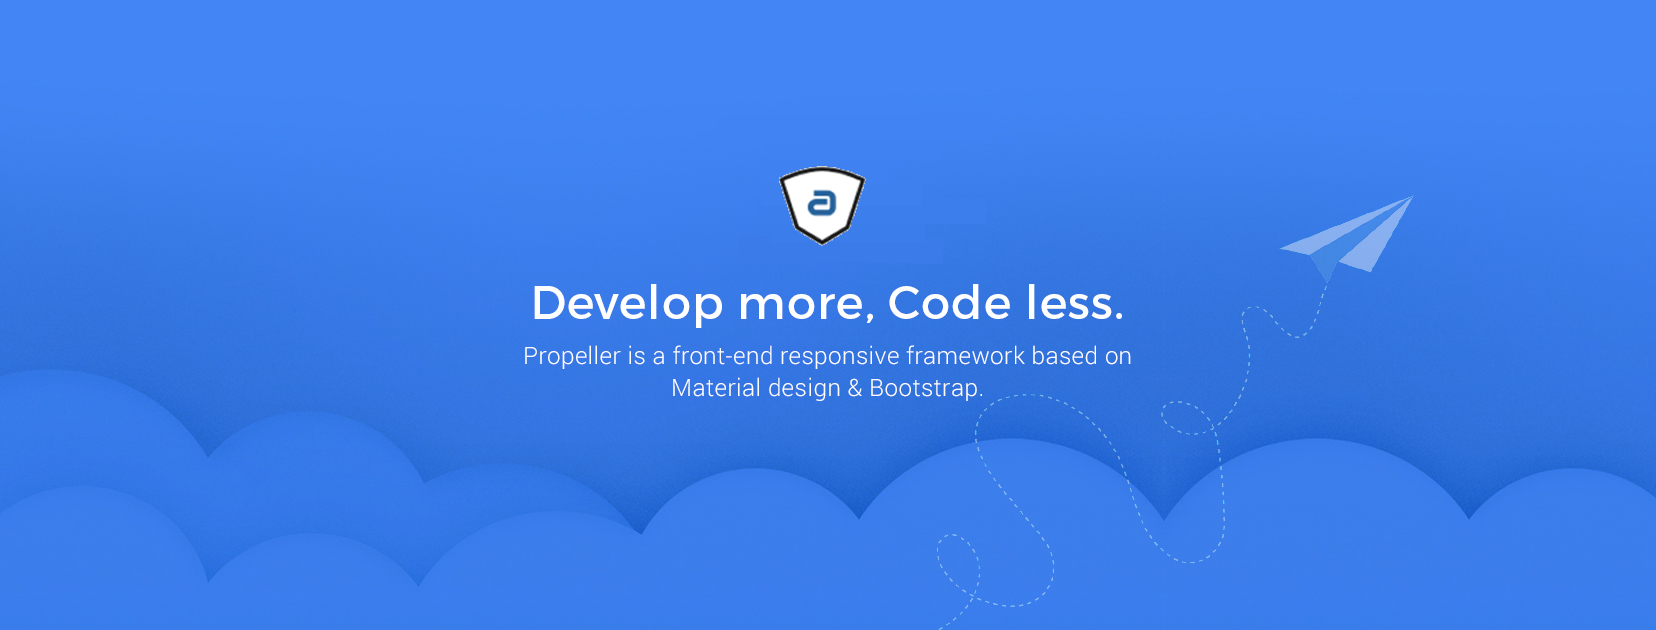 a
Develop more, Code less.
Propeller is a front-end responsive framework based on
Material design & Bootstrap.